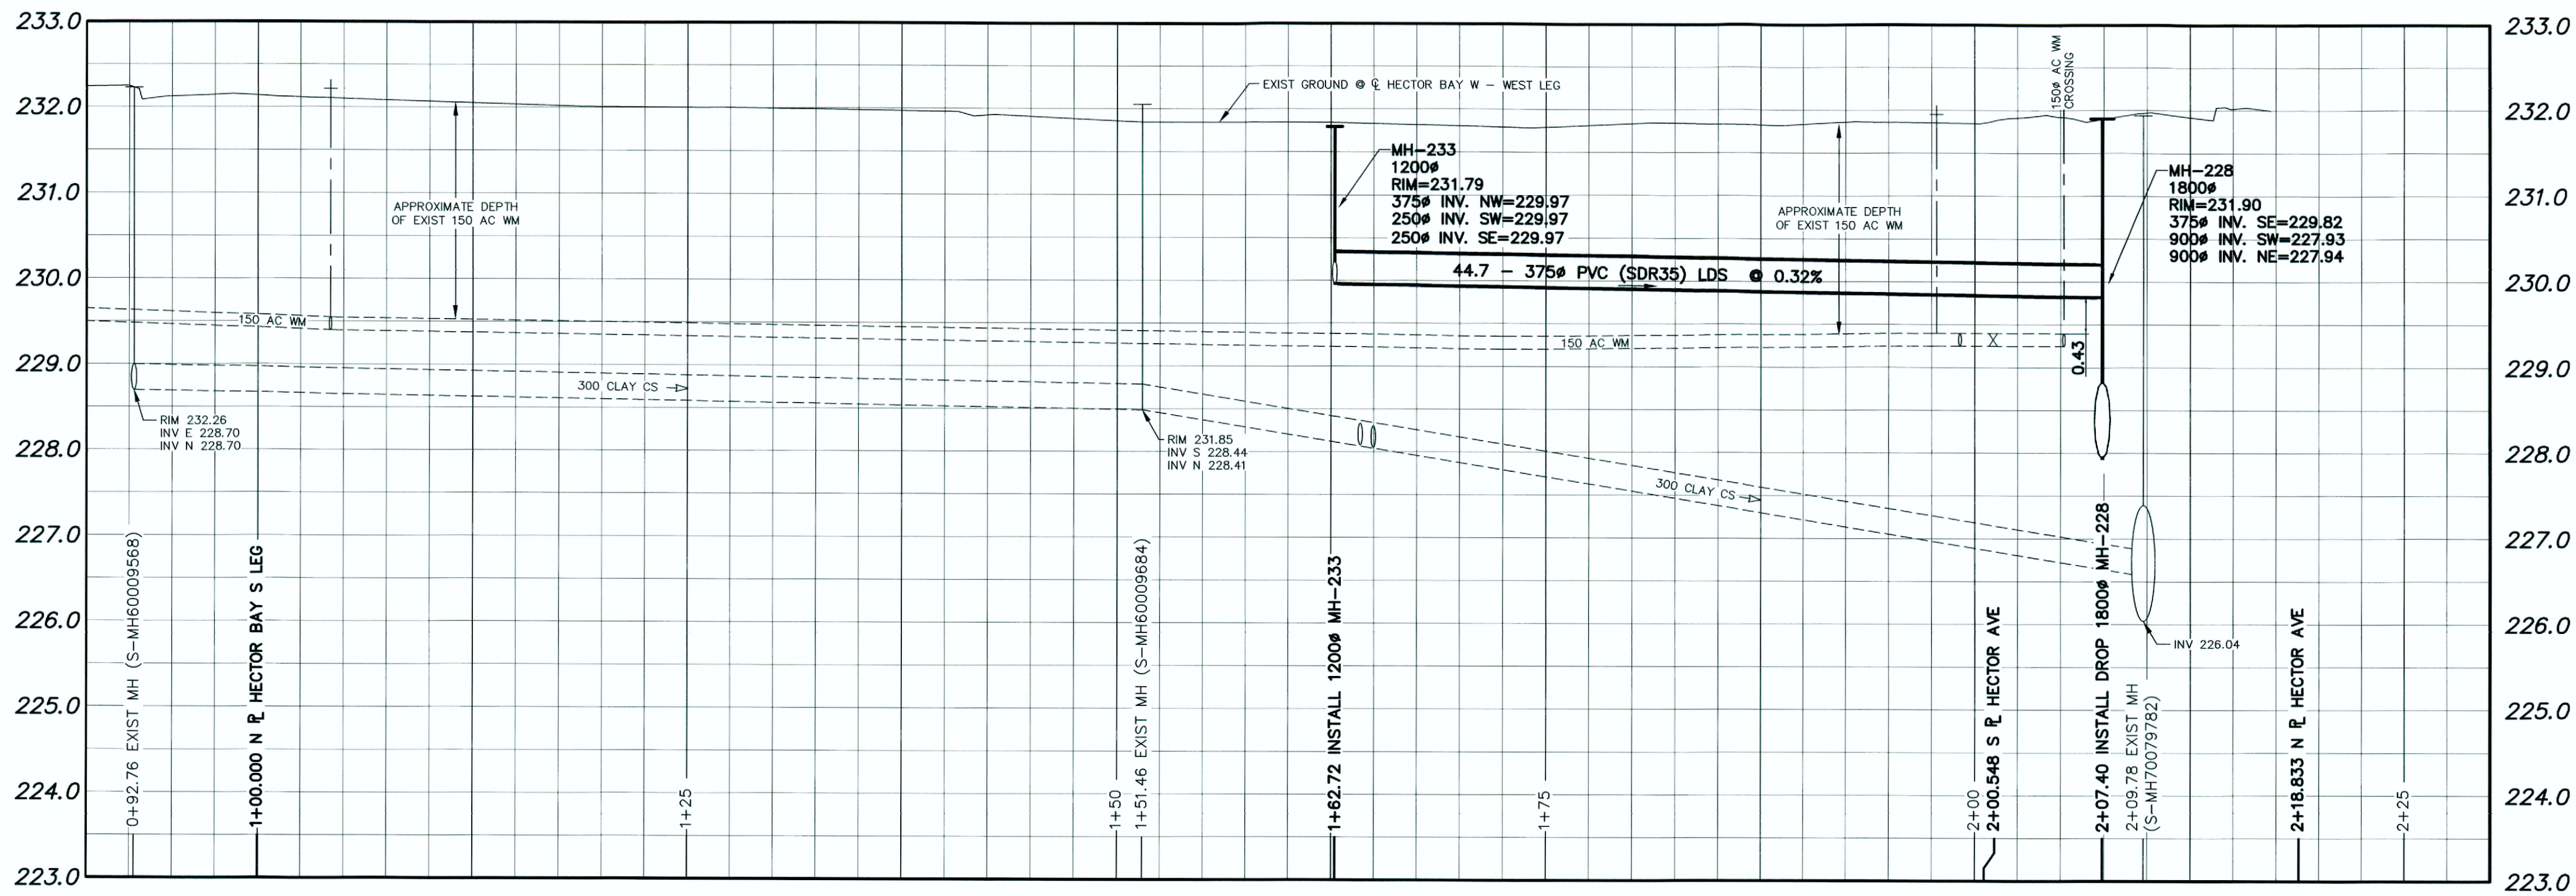 233.0
232.0
231.0
230.0
229.0
228.0
227.0
226.0
225.0
224.0
223.0
233.0
232.0
231.0
230.0
229.0
228.0
227.0
226.0
225.0
224.0
223.0
EXIST GROUND @ ℄ HECTOR BAY W – WEST LEG
150ø AC WM
CROSSING
APPROXIMATE DEPTH
OF EXIST 150 AC WM
MH-233
1200ø
RIM=231.79
375ø INV. NW=229.97
250ø INV. SW=229.97
250ø INV. SE=229.97
APPROXIMATE DEPTH
OF EXIST 150 AC WM
MH-228
1800ø
RIM=231.90
375ø INV. SE=229.82
900ø INV. SW=227.93
900ø INV. NE=227.94
44.7 – 375ø PVC (SDR35) LDS @ 0.32%
150 AC WM
150 AC WM
X
0.43
300 CLAY CS
RIM 232.26
INV E 228.70
INV N 228.70
RIM 231.85
INV S 228.44
INV N 228.41
300 CLAY CS
INV 226.04
0+92.76 EXIST MH (S-MH60009568)
1+00.000 N ⅊ HECTOR BAY S LEG
1+25
1+50
1+51.46 EXIST MH (S-MH60009684)
1+62.72 INSTALL 1200ø MH-233
1+75
2+00
2+00.548 S ⅊ HECTOR AVE
2+07.40 INSTALL DROP 1800ø MH-228
2+09.78 EXIST MH
(S-MH70079782)
2+18.833 N ⅊ HECTOR AVE
2+25